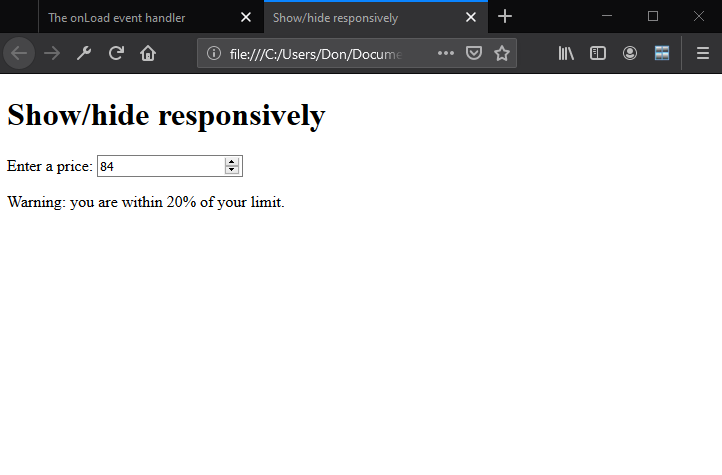 The onLoad event handler
Show/hide responsively
file:///C:/Users/Don/Docume
Show/hide responsively
Enter a price: 84
Warning: you are within 20% of your limit.